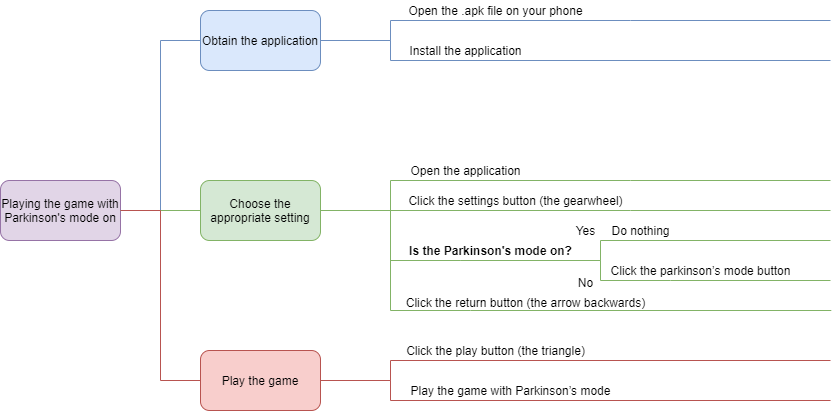 Playing the game with
Parkinson's mode on
Obtain the application
Open the .apk file on your phone
Install the application
Choose the
appropriate setting
Open the application
Click the settings button (the gearwheel)
Is the Parkinson's mode on?
Yes
Do nothing
No
Click the parkinson's mode button
Click the return button (the arrow backwards)
Play the game
Click the play button (the triangle)
Play the game with Parkinson's mode